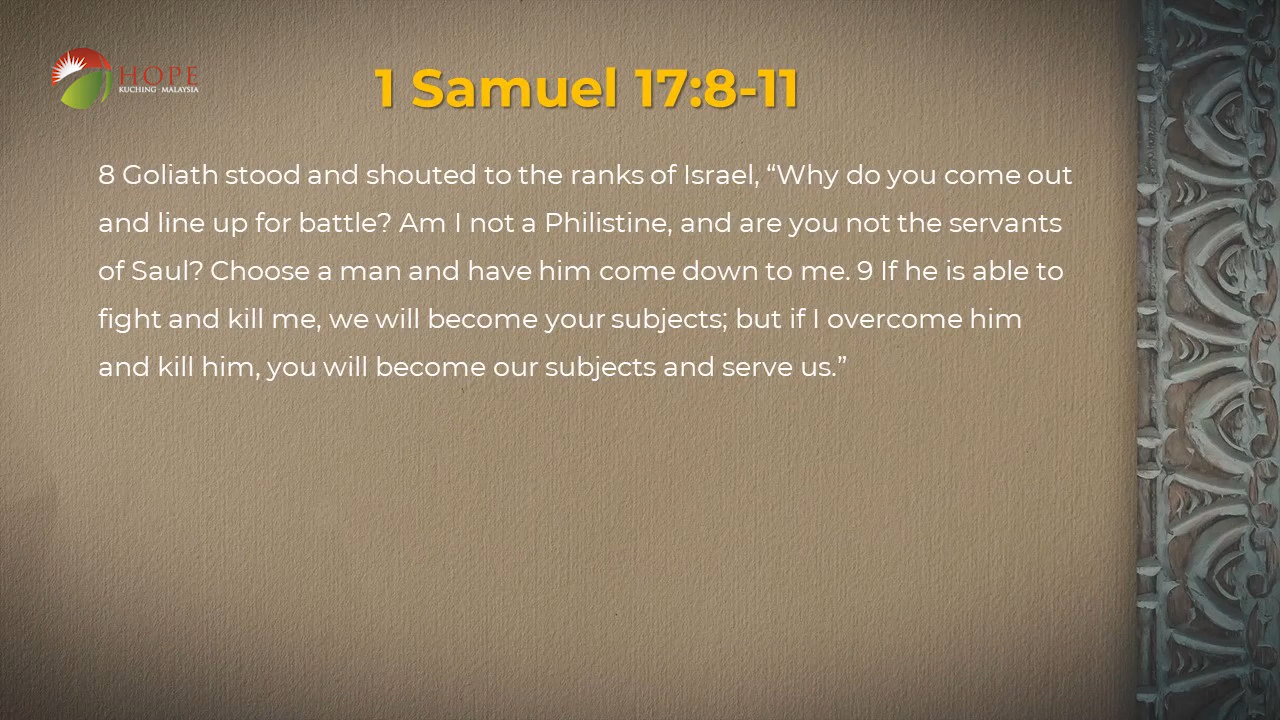 HOPE
KUCHING-MALAYSIA
1 Samuel 17:8-11
8 Goliath stood and shouted to the ranks of Israel, “Why do you come out
and line up for battle? Am I not a Philistine, and are you not the servants
of Saul? Choose a man and have him come down to me. 9 If he is able to
fight and kill me, we will become your subjects; but if I overcome him
and kill him, you will become our subjects and serve us.”